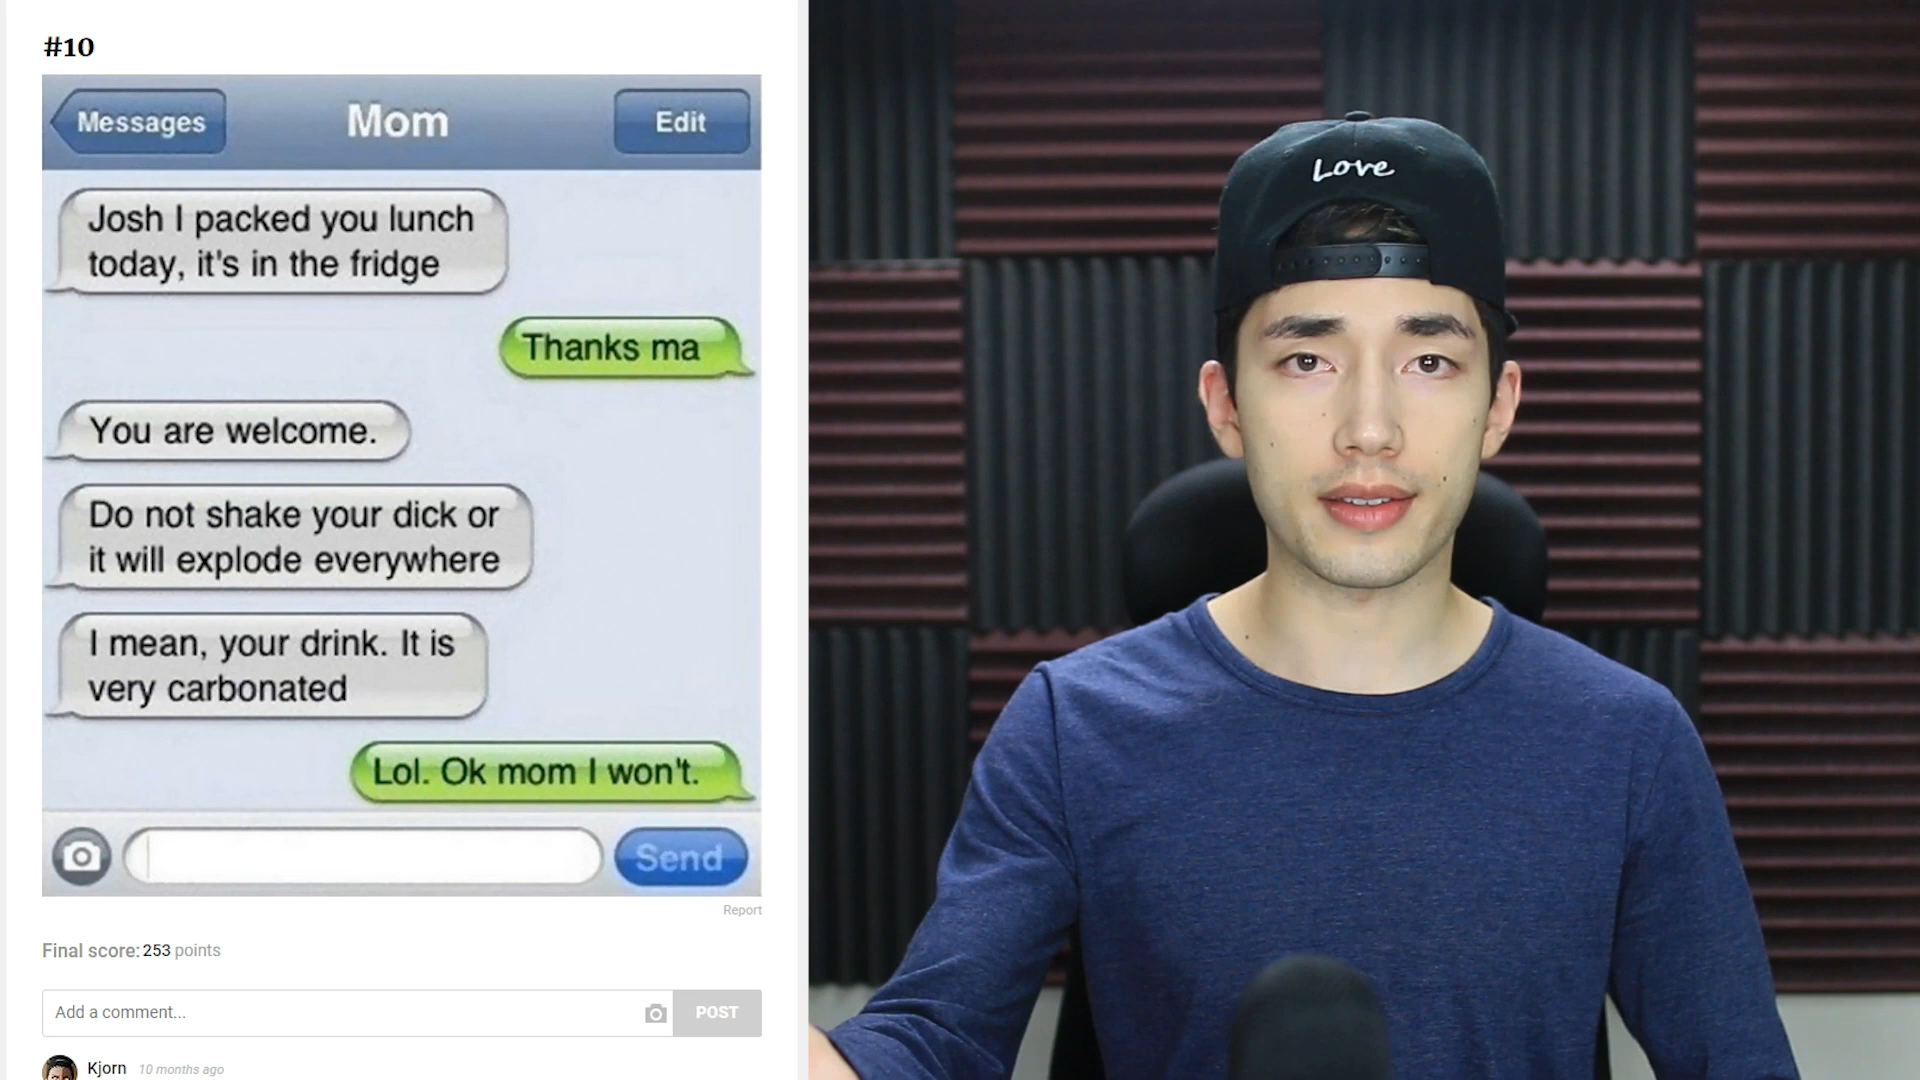 #10
Messages
Mom
Edit
Josh I packed you lunch
today, it's in the fridge
Thanks ma
You are welcome.
Do not shake your dick or
it will explode everywhere
I mean, your drink. It is
very carbonated
Lol. Ok mom I won't.
Send
Report
Final score: 253 points
Add a comment...
POST
Kjorn 10 months ago
Love